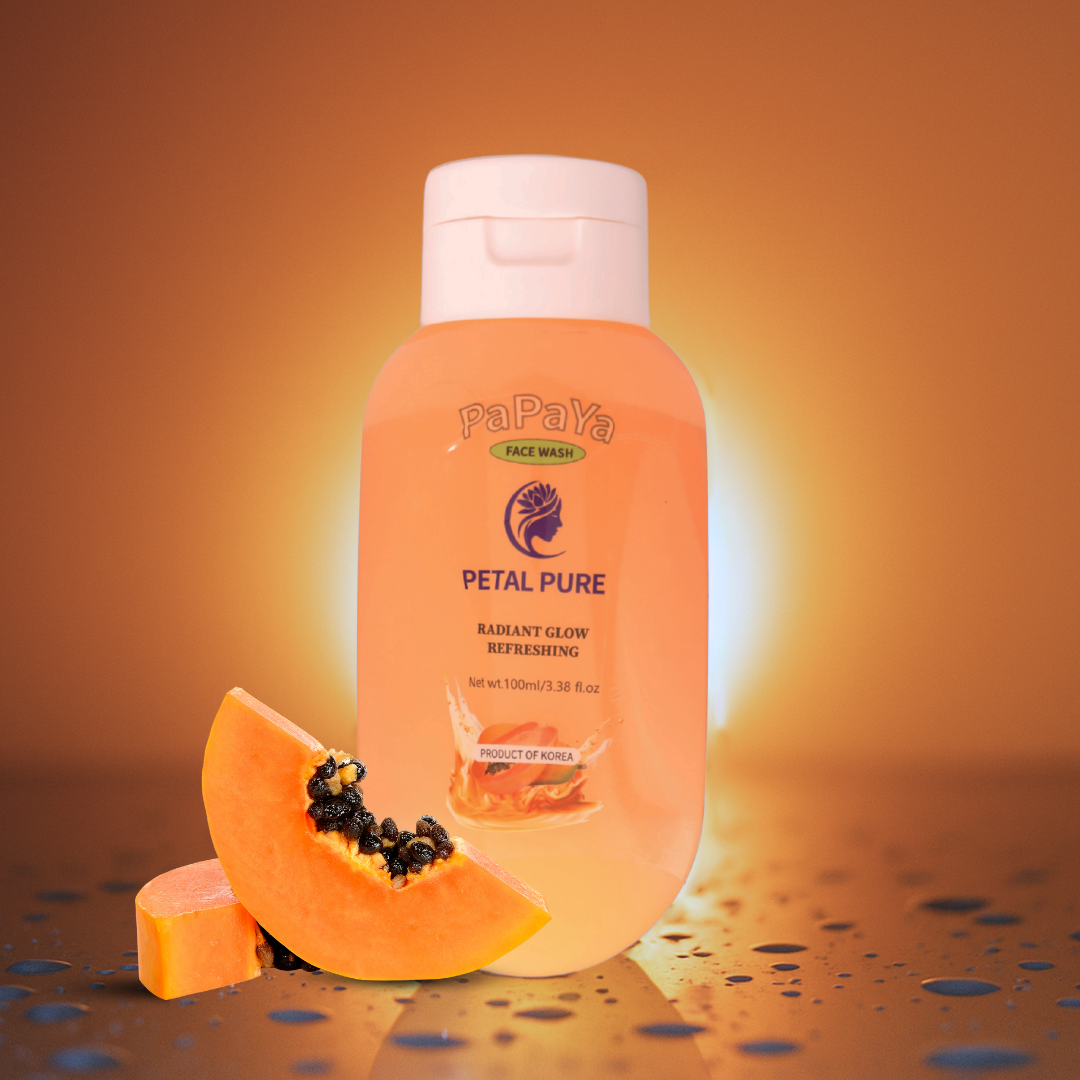 PaPaYa
FACE WASH
PETAL PURE
RADIANT GLOW
REFRESHING
Net wt.100ml/3.38 fl.oz
PRODUCT OF KOREA